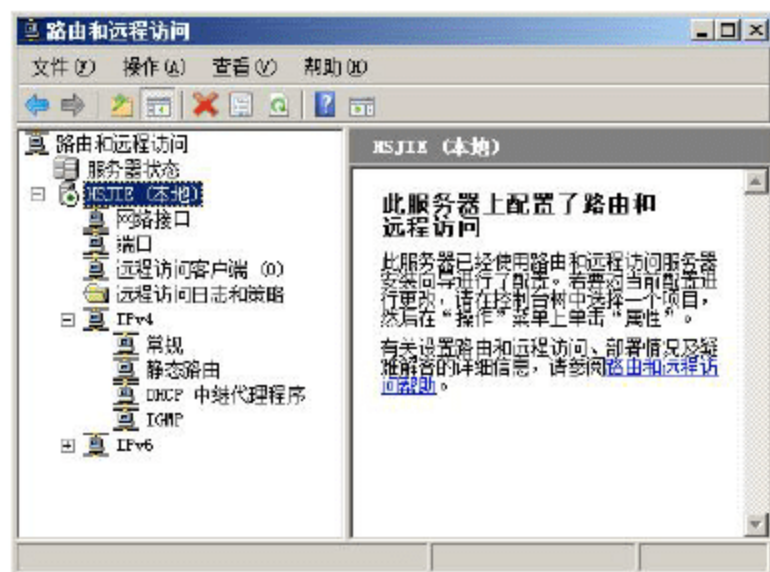 路由和远程访问
文件(F) 操作(A) 查看(V) 帮助(H)
路由和远程访问
HSJIE (本地)
服务器状态
HSJIE (本地)
网络接口
端口
远程访问客户端 (0)
远程访问日志和策略
IPv4
常规
静态路由
DHCP 中继代理程序
IGMP
IPv6
此服务器上配置了路由和
远程访问
此服务器已经使用路由和远程访问服务器
安装向导进行了配置。若要对当前配置进
行更改，请在控制台树中选择一个项目，
然后在“操作”菜单上单击“属性”。
有关设置路由和远程访问、部署情况及疑
难解答的详细信息，请参阅路由和远程访
问帮助。